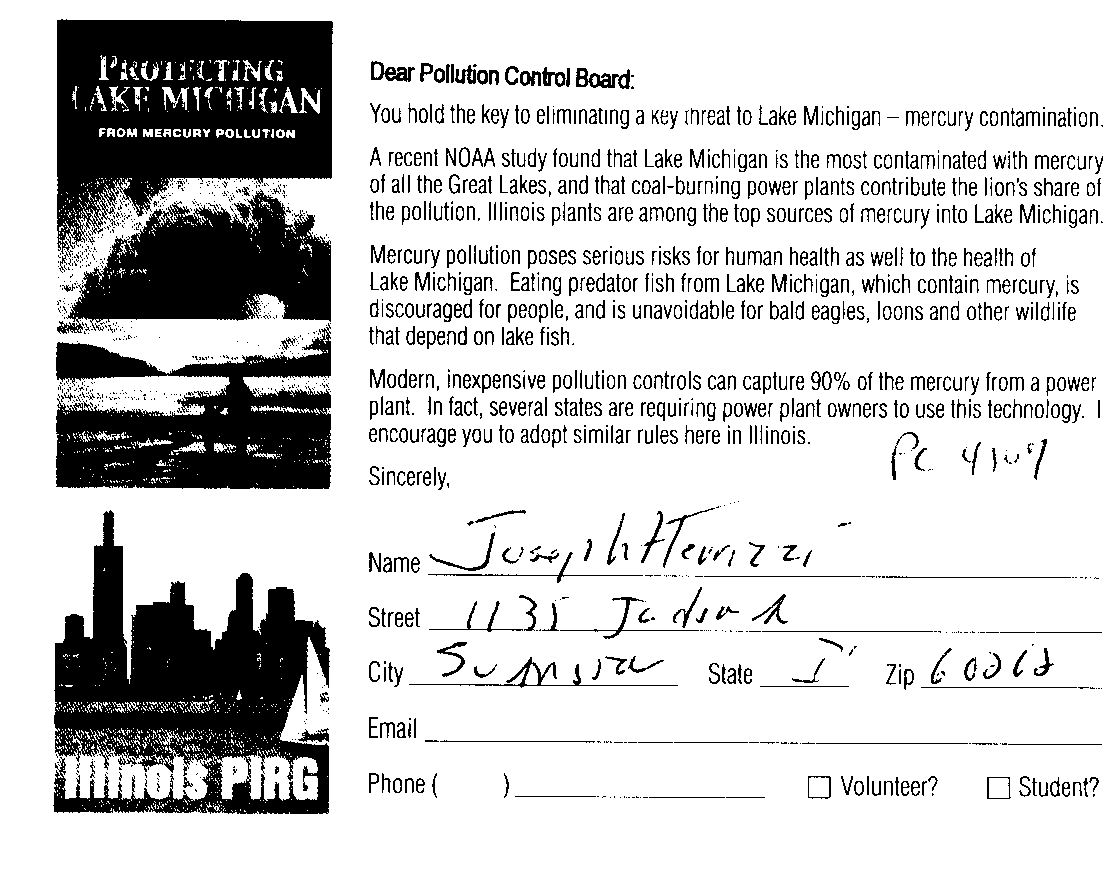 PROTECTING
LAKE MICHIGAN
FROM MERCURY POLLUTION
Dear Pollution Control Board:
You hold the key to eliminating a key threat to Lake Michigan – mercury contamination.
A recent NOAA study found that Lake Michigan is the most contaminated with mercury
of all the Great Lakes, and that coal-burning power plants contribute the lion's share of
the pollution. Illinois plants are among the top sources of mercury into Lake Michigan.
Mercury pollution poses serious risks for human health as well to the health of
Lake Michigan. Eating predator fish from Lake Michigan, which contain mercury, is
discouraged for people, and is unavoidable for bald eagles, loons and other wildlife
that depend on lake fish.
Modern, inexpensive pollution controls can capture 90% of the mercury from a power
plant. In fact, several states are requiring power plant owners to use this technology. I
encourage you to adopt similar rules here in Illinois.
PC
Sincerely,
Name Joseph
Street 1135
City State Zip
Email
Phone ( )
Volunteer? Student?
Illinois PIRG